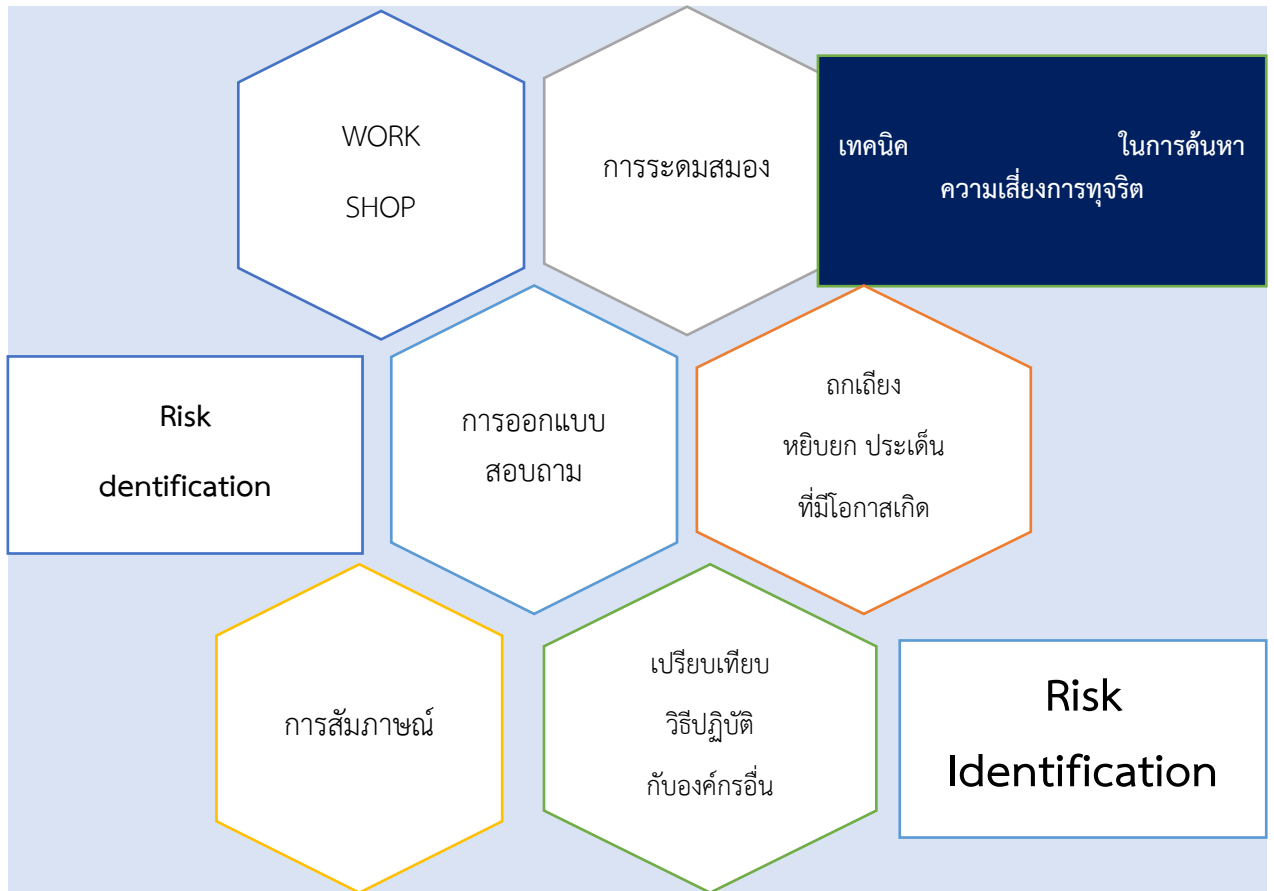 WORK
SHOP
การระดมสมอง
เทคนิค ในการค้นหา
ความเสี่ยงการทุจริต
Risk
dentification
การออกแบบ
สอบถาม
ถกเถียง
หยิบยก ประเด็น
ที่มีโอกาสเกิด
การสัมภาษณ์
เปรียบเทียบ
วิธีปฏิบัติ
กับองค์กรอื่น
Risk
Identification